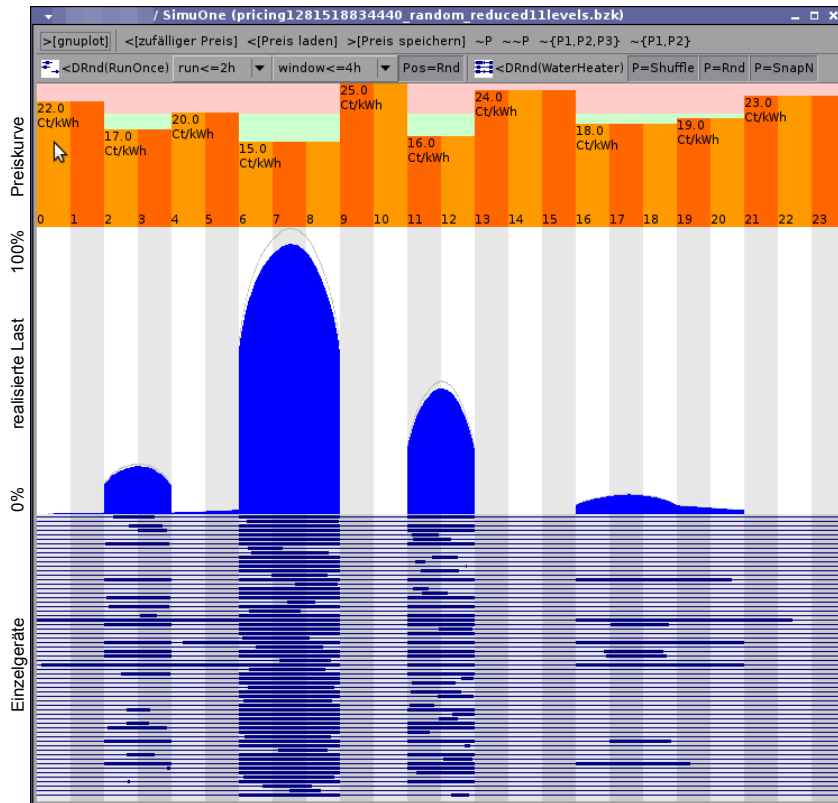 / SimuOne (pricing1281518834440_random_reduced11levels.bzk)
>[gnuplot] <[zufälliger Preis] <[Preis laden] >[Preis speichern] ~P ~~P ~{P1,P2,P3} ~{P1,P2}
<DRnd(RunOnce) run<=2h window<=4h Pos=Rnd <DRnd(WaterHeater) P=Shuffle P=Rnd P=SnapN
Preiskurve
22.0
Ct/kWh
17.0
Ct/kWh
20.0
Ct/kWh
15.0
Ct/kWh
25.0
Ct/kWh
16.0
Ct/kWh
24.0
Ct/kWh
18.0
Ct/kWh
19.0
Ct/kWh
23.0
Ct/kWh
0 1 2 3 4 5 6 7 8 9 10 11 12 13 14 15 16 17 18 19 20 21 22 23
100%
realisierte Last
0%
Einzelgeräte